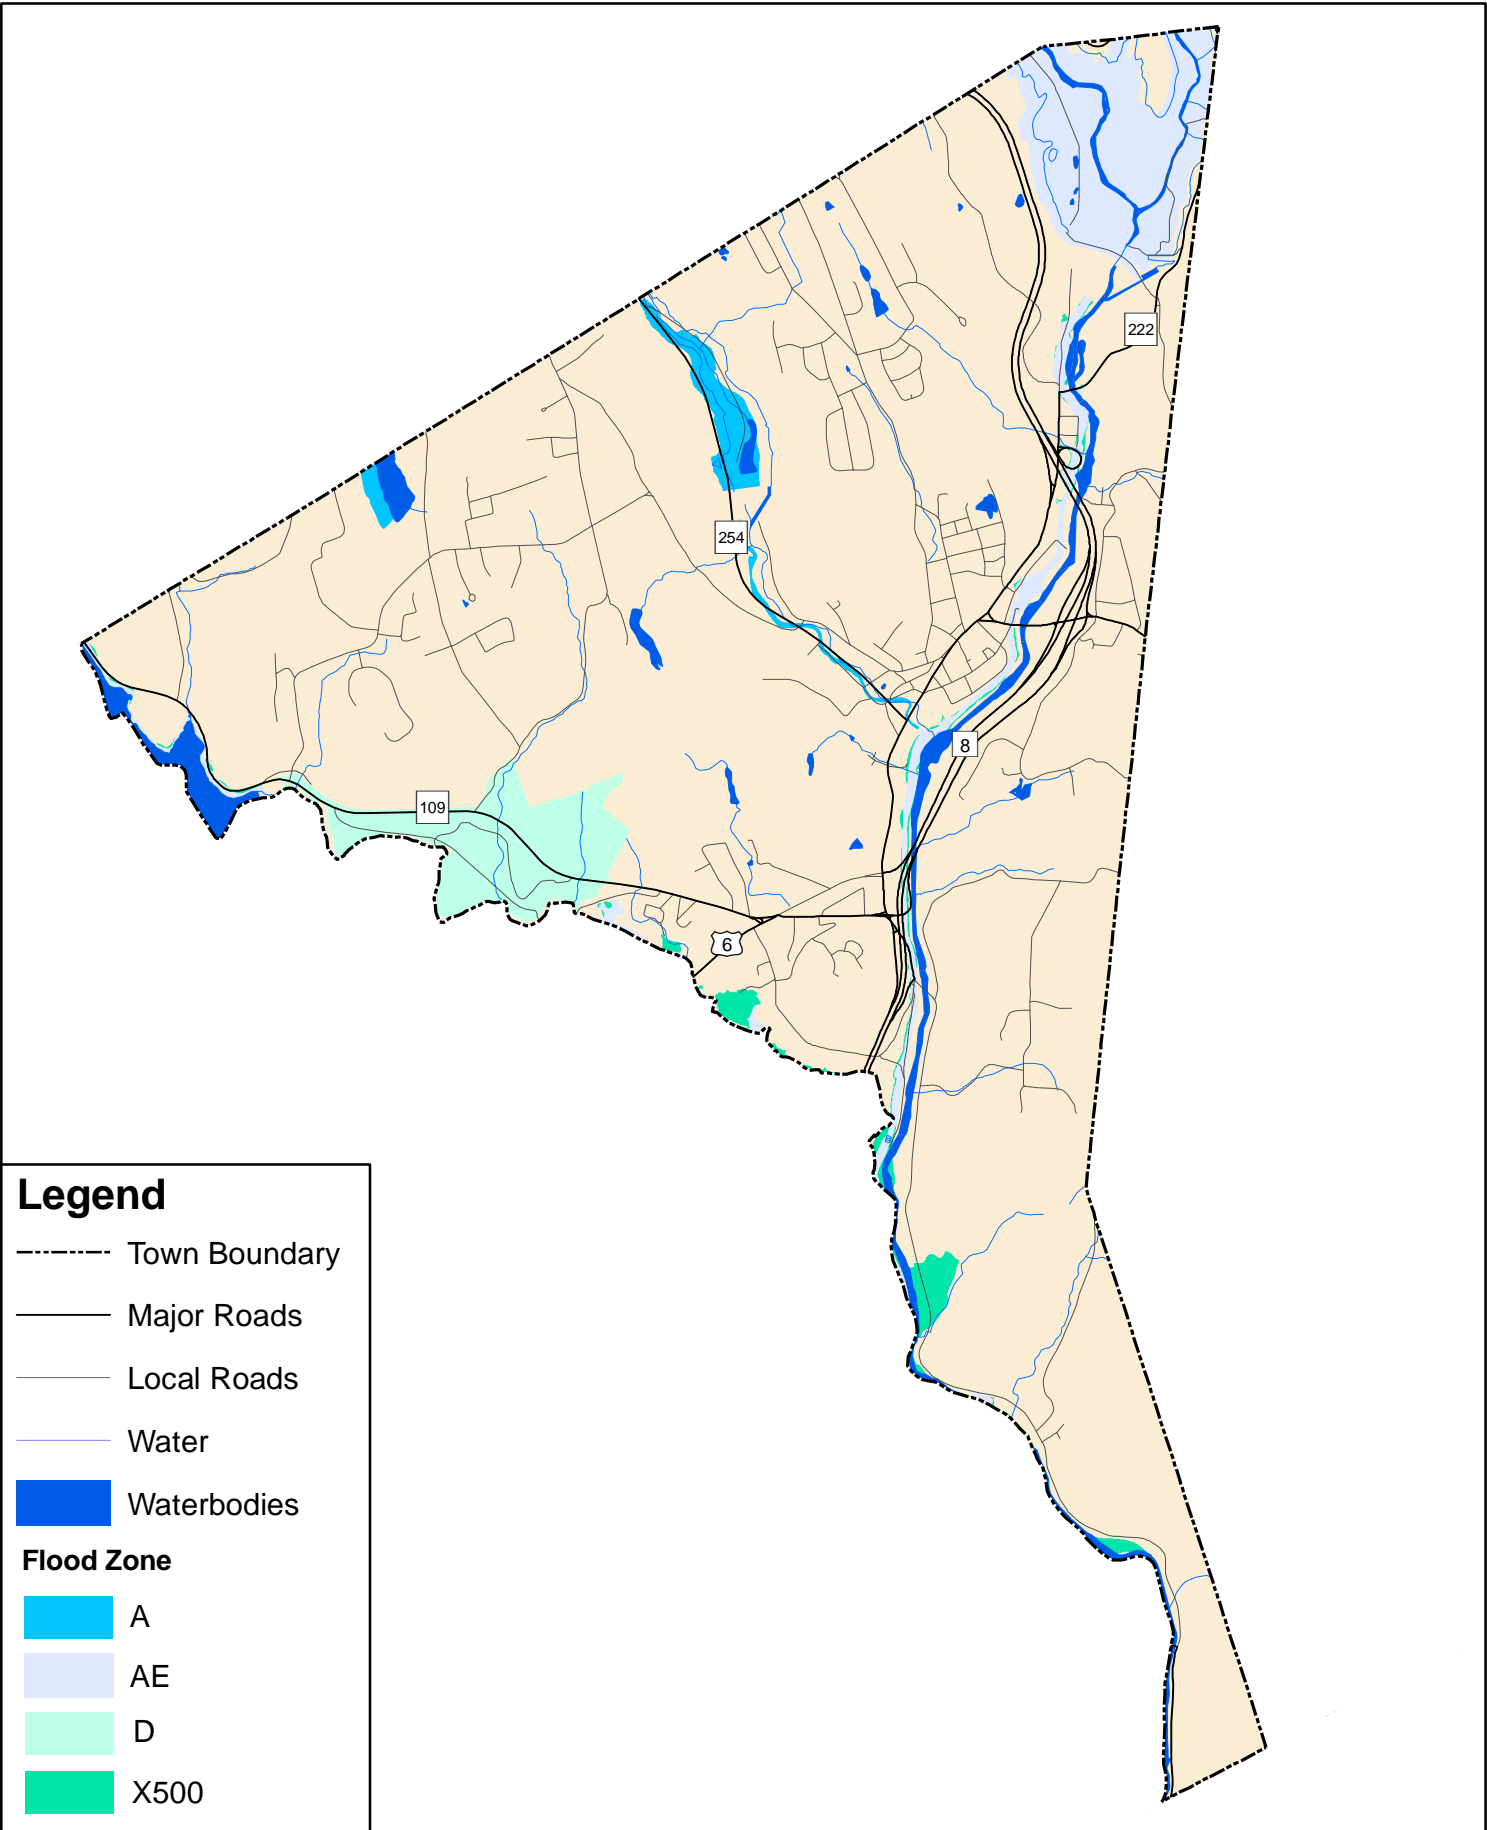 222
254
8
109
6
Legend
Town Boundary
Major Roads
Local Roads
Water
Waterbodies
Flood Zone
A
AE
D
X500